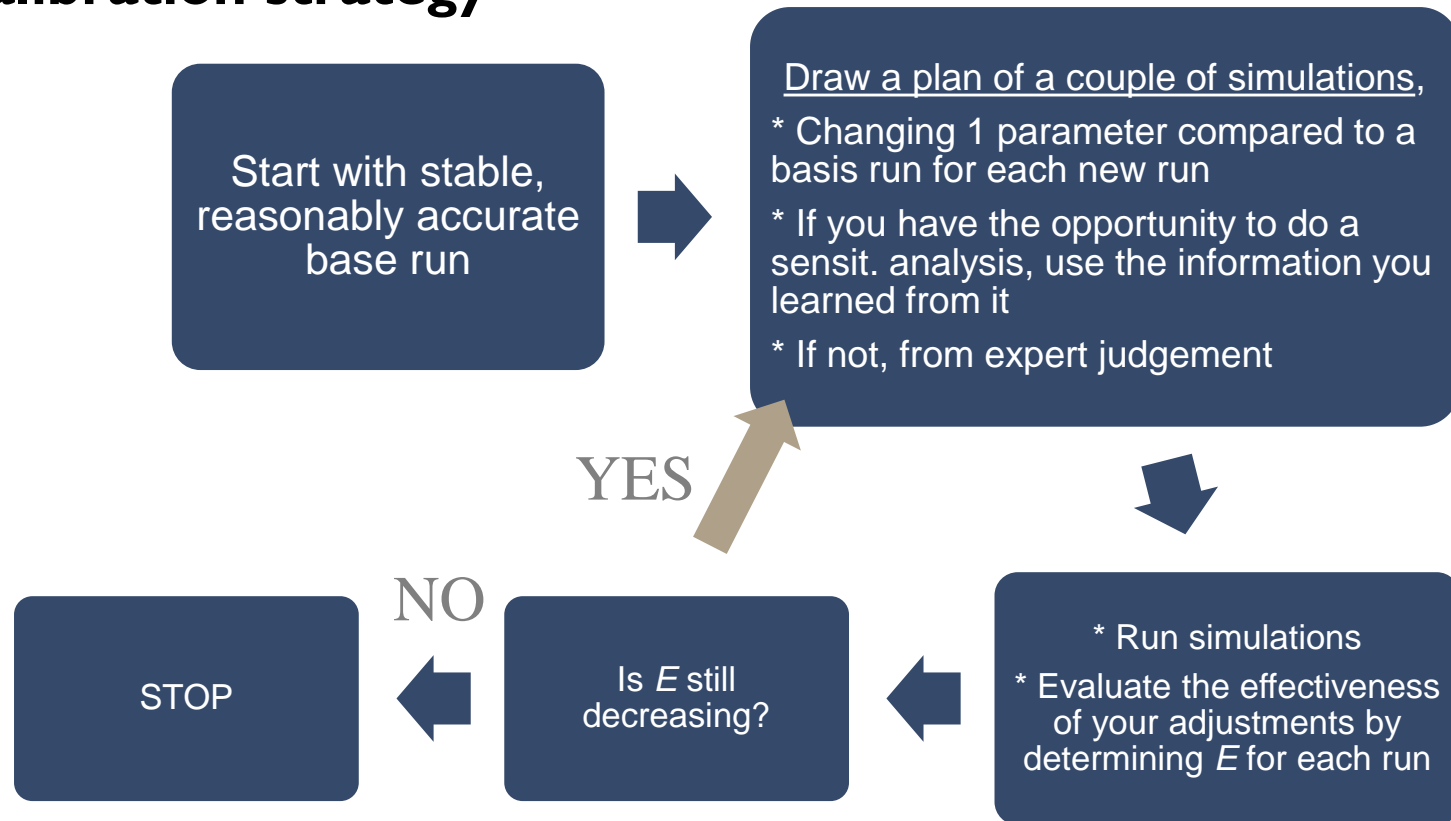 libration strategy
Start with stable,
reasonably accurate
base run
Draw a plan of a couple of simulations,
* Changing 1 parameter compared to a
basis run for each new run
* If you have the opportunity to do a
sensit. analysis, use the information you
learned from it
* If not, from expert judgement
YES
NO
* Run simulations
* Evaluate the effectiveness
of your adjustments by
determining E for each run
Is E still
decreasing?
STOP